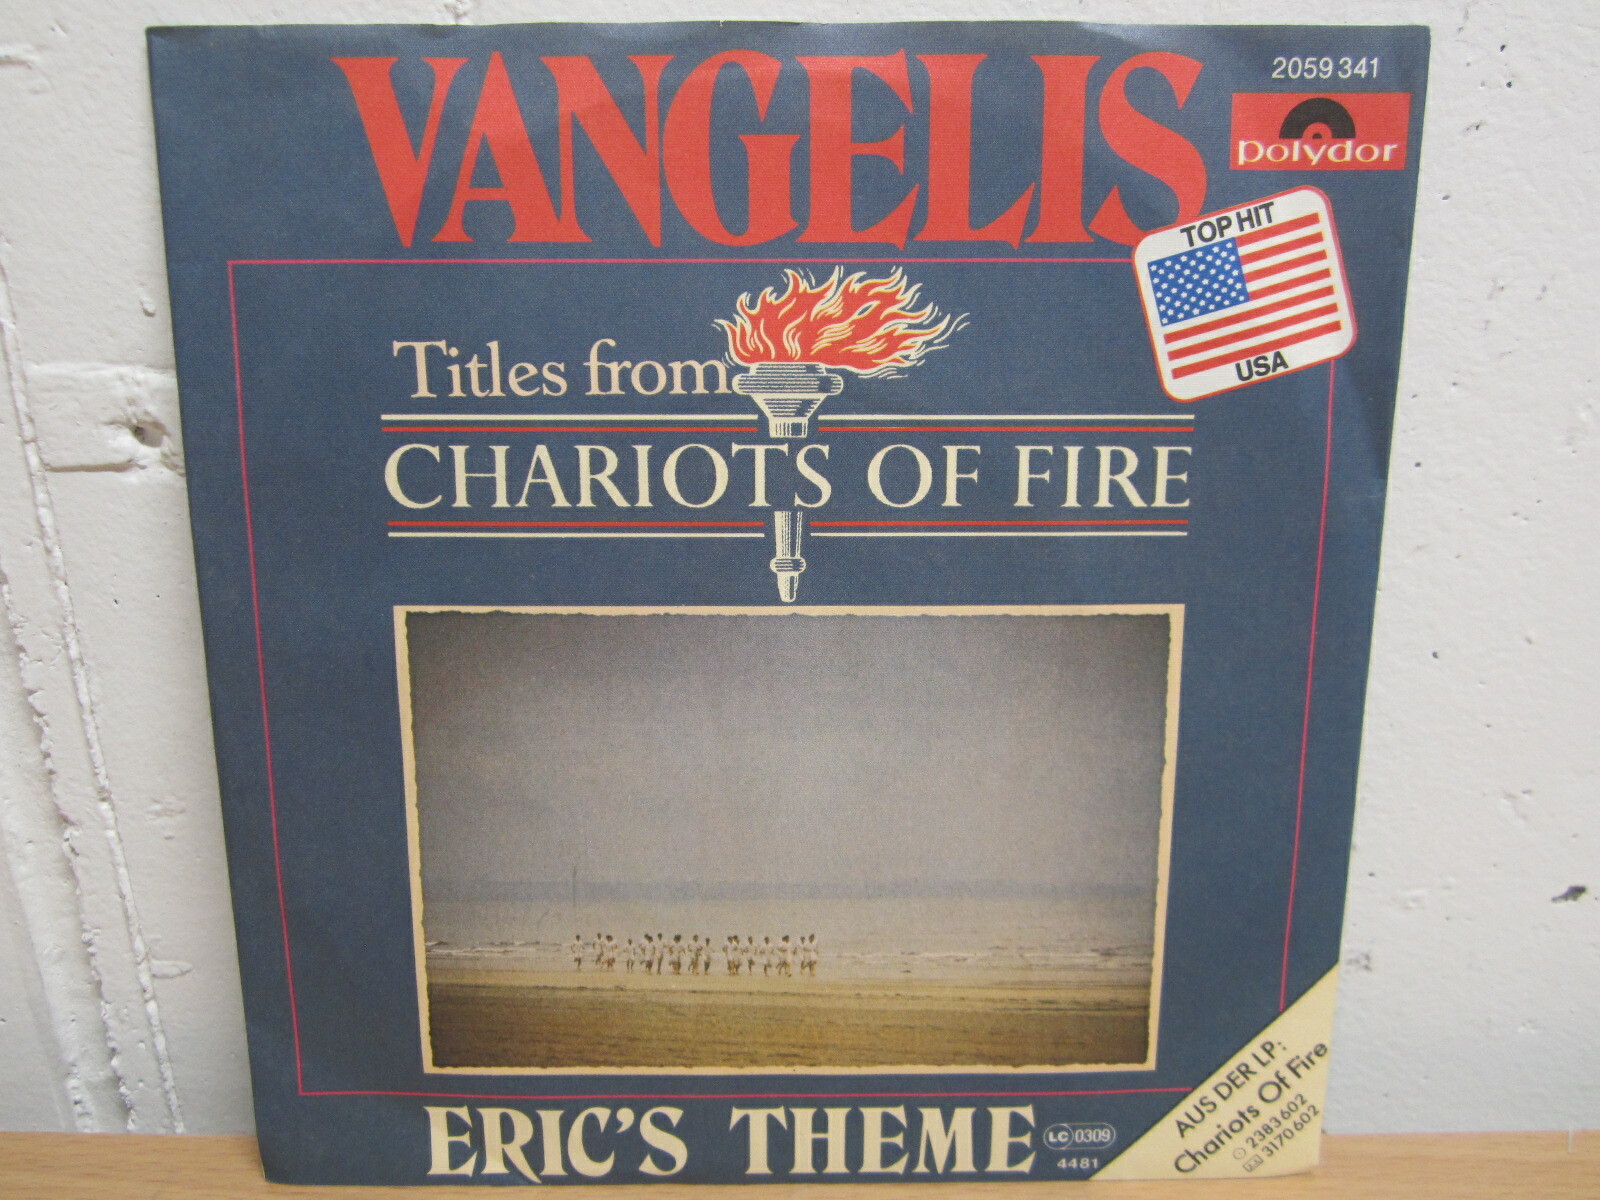 VANGELIS
2059 341
polydor
TOP HIT
USA
Titles from
CHARIOTS OF FIRE
ERIC'S THEME
LC 0309
4481
AUS DER LP:
Chariots Of Fire
2383 602
3170 602